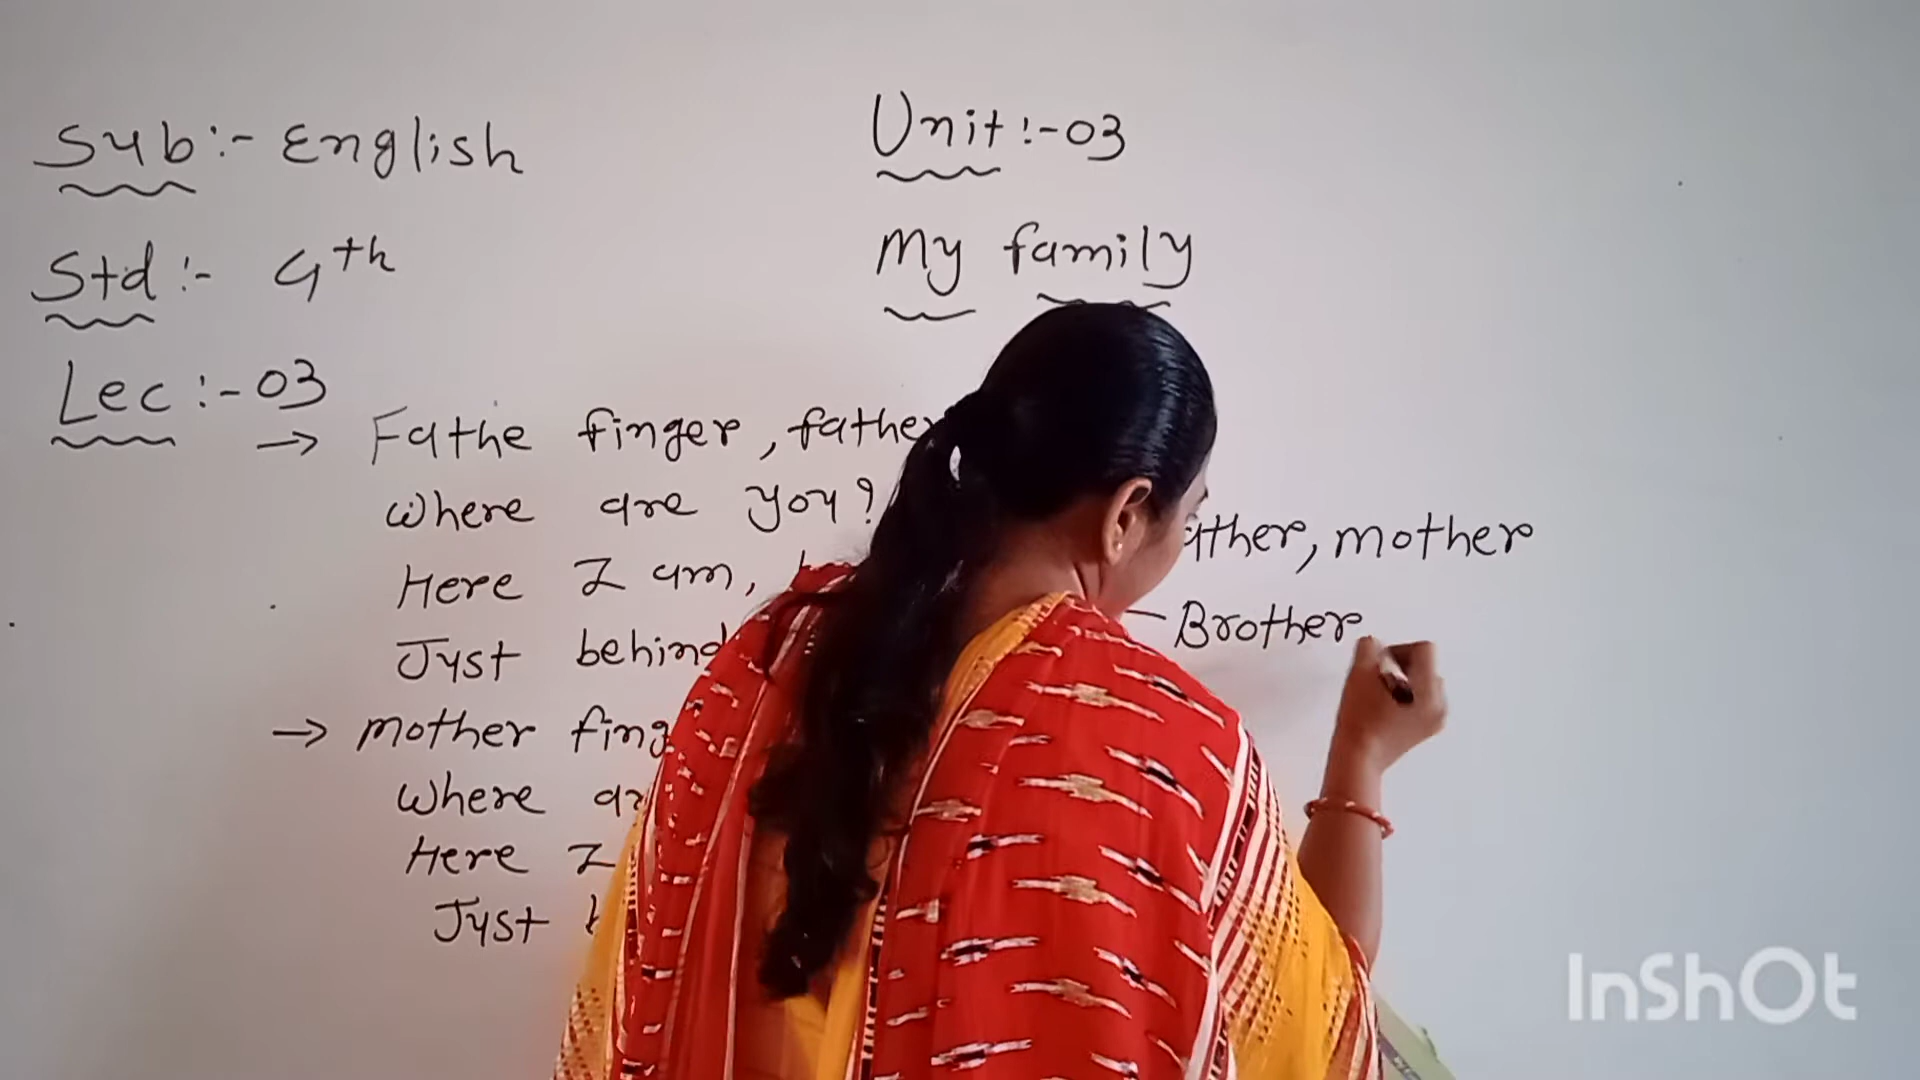 Sub:- English
Unit:-03
Std:- 4th
My family
Lec:-03
→ Fathe finger, father
Where are you?
Here I am,
Just behind
→ mother fing
Where ar
Here I
Just
ather, mother
- Brother
InShOt